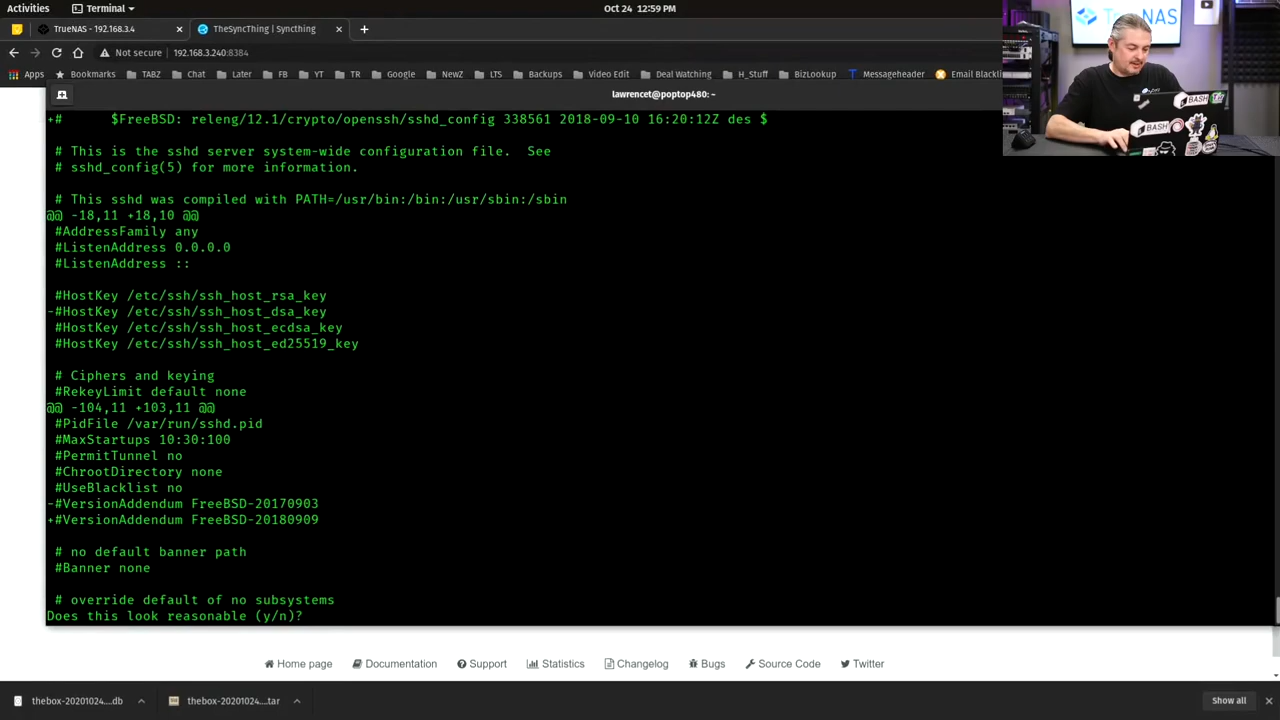 Activities
Terminal
Oct 24 12:59 PM
TrueNAS - 192.168.3.4
TheSyncThing | Syncthing
Not secure
192.168.3.240:8384
Apps
Bookmarks
TABZ
Chat
Later
FB
YT
TR
Google
NewZ
LTS
Backups
Video Edit
Deal Watching
H_Stuff
BizLookup
Messageheader
Email Blackli
TrueNAS
BASH
BASH
lawrencet@poptop480: ~
+#      $FreeBSD: releng/12.1/crypto/openssh/sshd_config 338561 2018-09-10 16:20:12Z des $
# This is the sshd server system-wide configuration file.  See
# sshd_config(5) for more information.
# This sshd was compiled with PATH=/usr/bin:/bin:/usr/sbin:/sbin
@@ -18,11 +18,10 @@
#AddressFamily any
#ListenAddress 0.0.0.0
#ListenAddress ::
#HostKey /etc/ssh/ssh_host_rsa_key
-#HostKey /etc/ssh/ssh_host_dsa_key
#HostKey /etc/ssh/ssh_host_ecdsa_key
#HostKey /etc/ssh/ssh_host_ed25519_key
# Ciphers and keying
#RekeyLimit default none
@@ -104,11 +103,11 @@
#PidFile /var/run/sshd.pid
#MaxStartups 10:30:100
#PermitTunnel no
#ChrootDirectory none
#UseBlacklist no
-#VersionAddendum FreeBSD-20170903
+#VersionAddendum FreeBSD-20180909
# no default banner path
#Banner none
# override default of no subsystems
Does this look reasonable (y/n)?
Home page
Documentation
Support
Statistics
Changelog
Bugs
Source Code
Twitter
thebox-20201024....db
thebox-20201024....tar
Show all